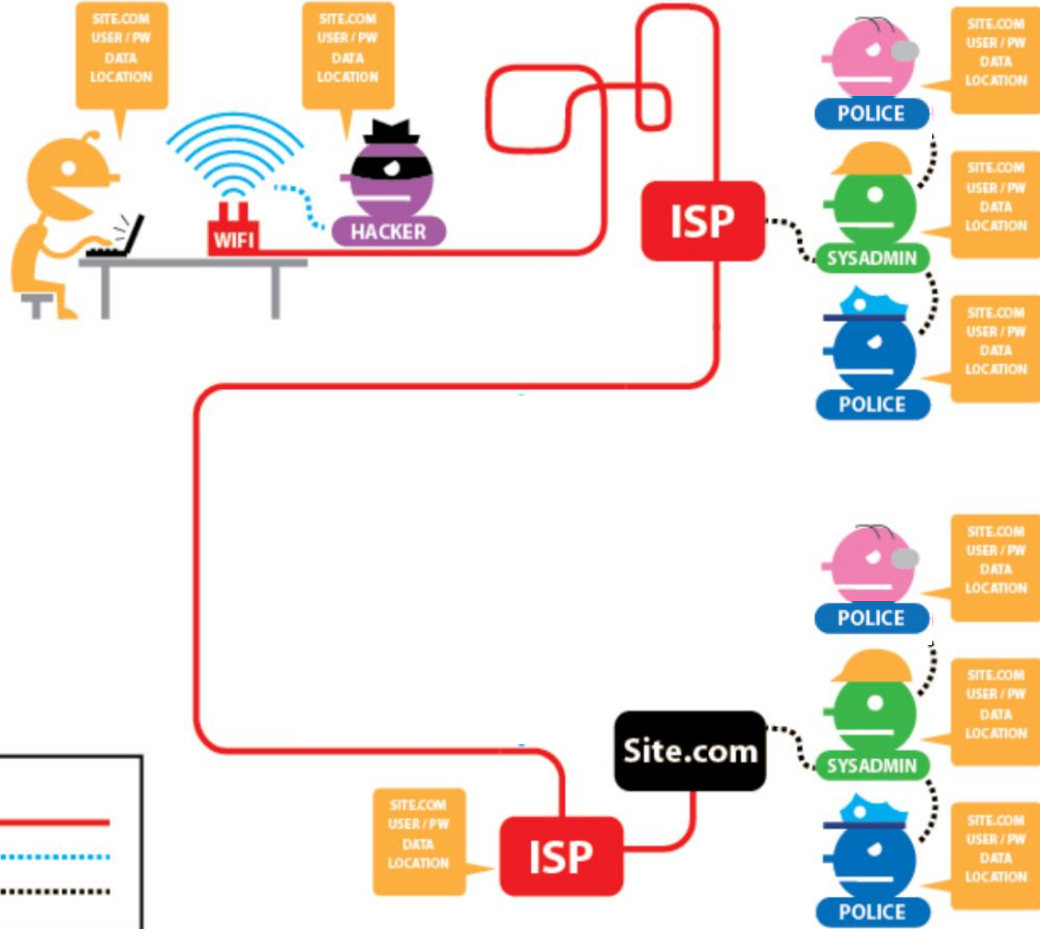 SITE.COM
USER / PW
DATA
LOCATION
SITE.COM
USER / PW
DATA
LOCATION
WIFI
HACKER
ISP
SITE.COM
USER / PW
DATA
LOCATION
POLICE
SITE.COM
USER / PW
DATA
LOCATION
SYSADMIN
SITE.COM
USER / PW
DATA
LOCATION
POLICE
SITE.COM
USER / PW
DATA
LOCATION
POLICE
SITE.COM
USER / PW
DATA
LOCATION
SYSADMIN
SITE.COM
USER / PW
DATA
LOCATION
POLICE
Site.com
SITE.COM
USER / PW
DATA
LOCATION
ISP